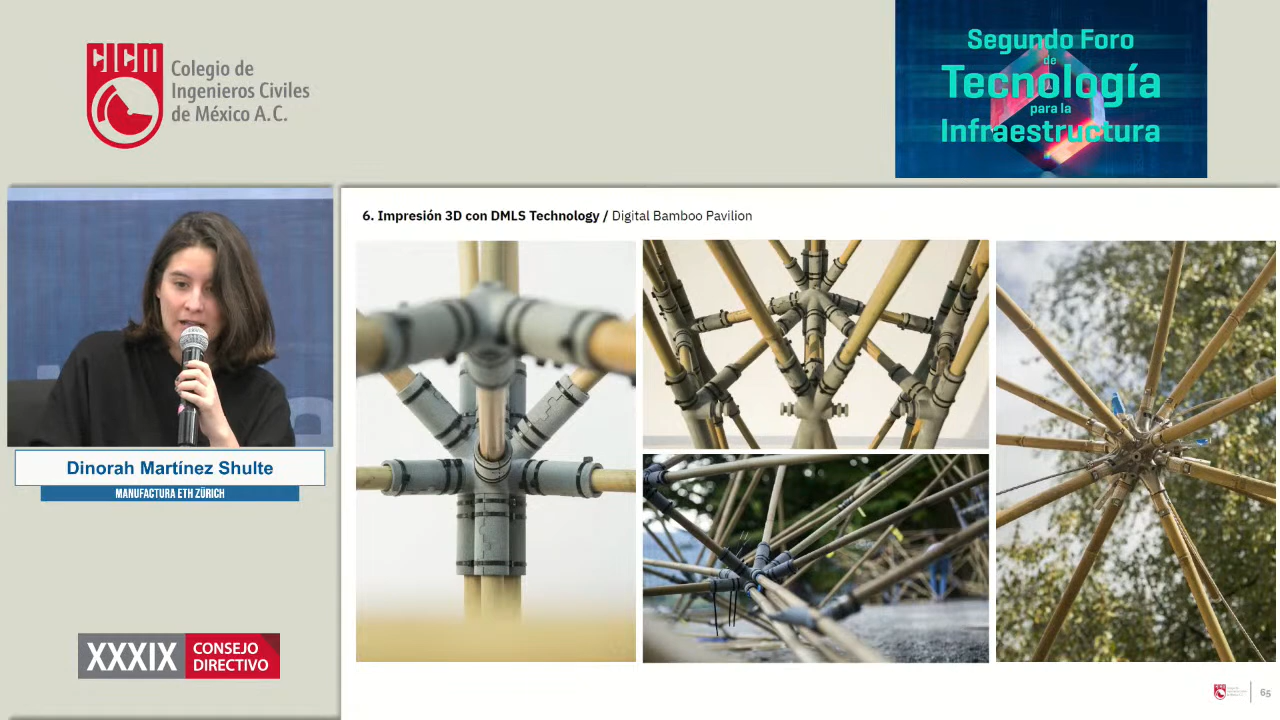 CICM
Colegio de
Ingenieros Civiles
de México A.C.
Segundo Foro
de
Tecnología
para la
Infraestructura
6. Impresión 3D con DMLS Technology / Digital Bamboo Pavilion
Dinorah Martínez Shulte
MANUFACTURA ETH ZÜRICH
XXXIX
CONSEJO
DIRECTIVO
65